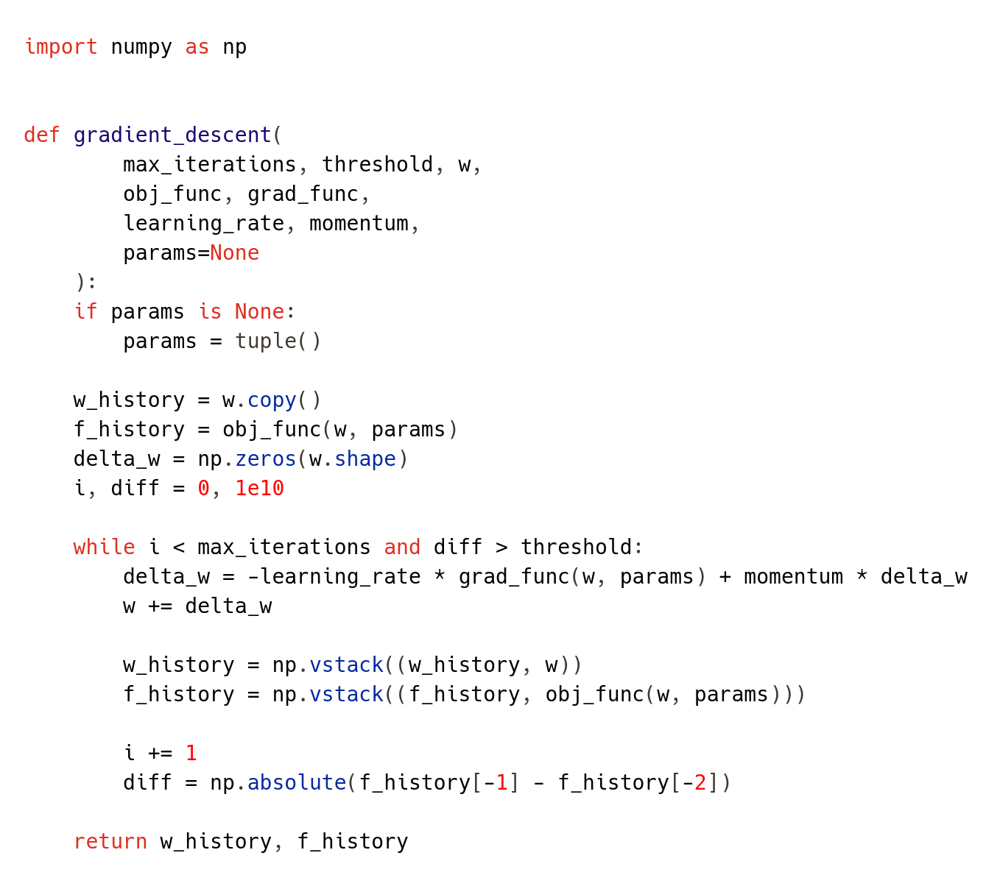 import numpy as np


def gradient_descent(
        max_iterations, threshold, w,
        obj_func, grad_func,
        learning_rate, momentum,
        params=None
    ):
    if params is None:
        params = tuple()

    w_history = w.copy()
    f_history = obj_func(w, params)
    delta_w = np.zeros(w.shape)
    i, diff = 0, 1e10

    while i < max_iterations and diff > threshold:
        delta_w = -learning_rate * grad_func(w, params) + momentum * delta_w
        w += delta_w

        w_history = np.vstack((w_history, w))
        f_history = np.vstack((f_history, obj_func(w, params)))

        i += 1
        diff = np.absolute(f_history[-1] - f_history[-2])

    return w_history, f_history